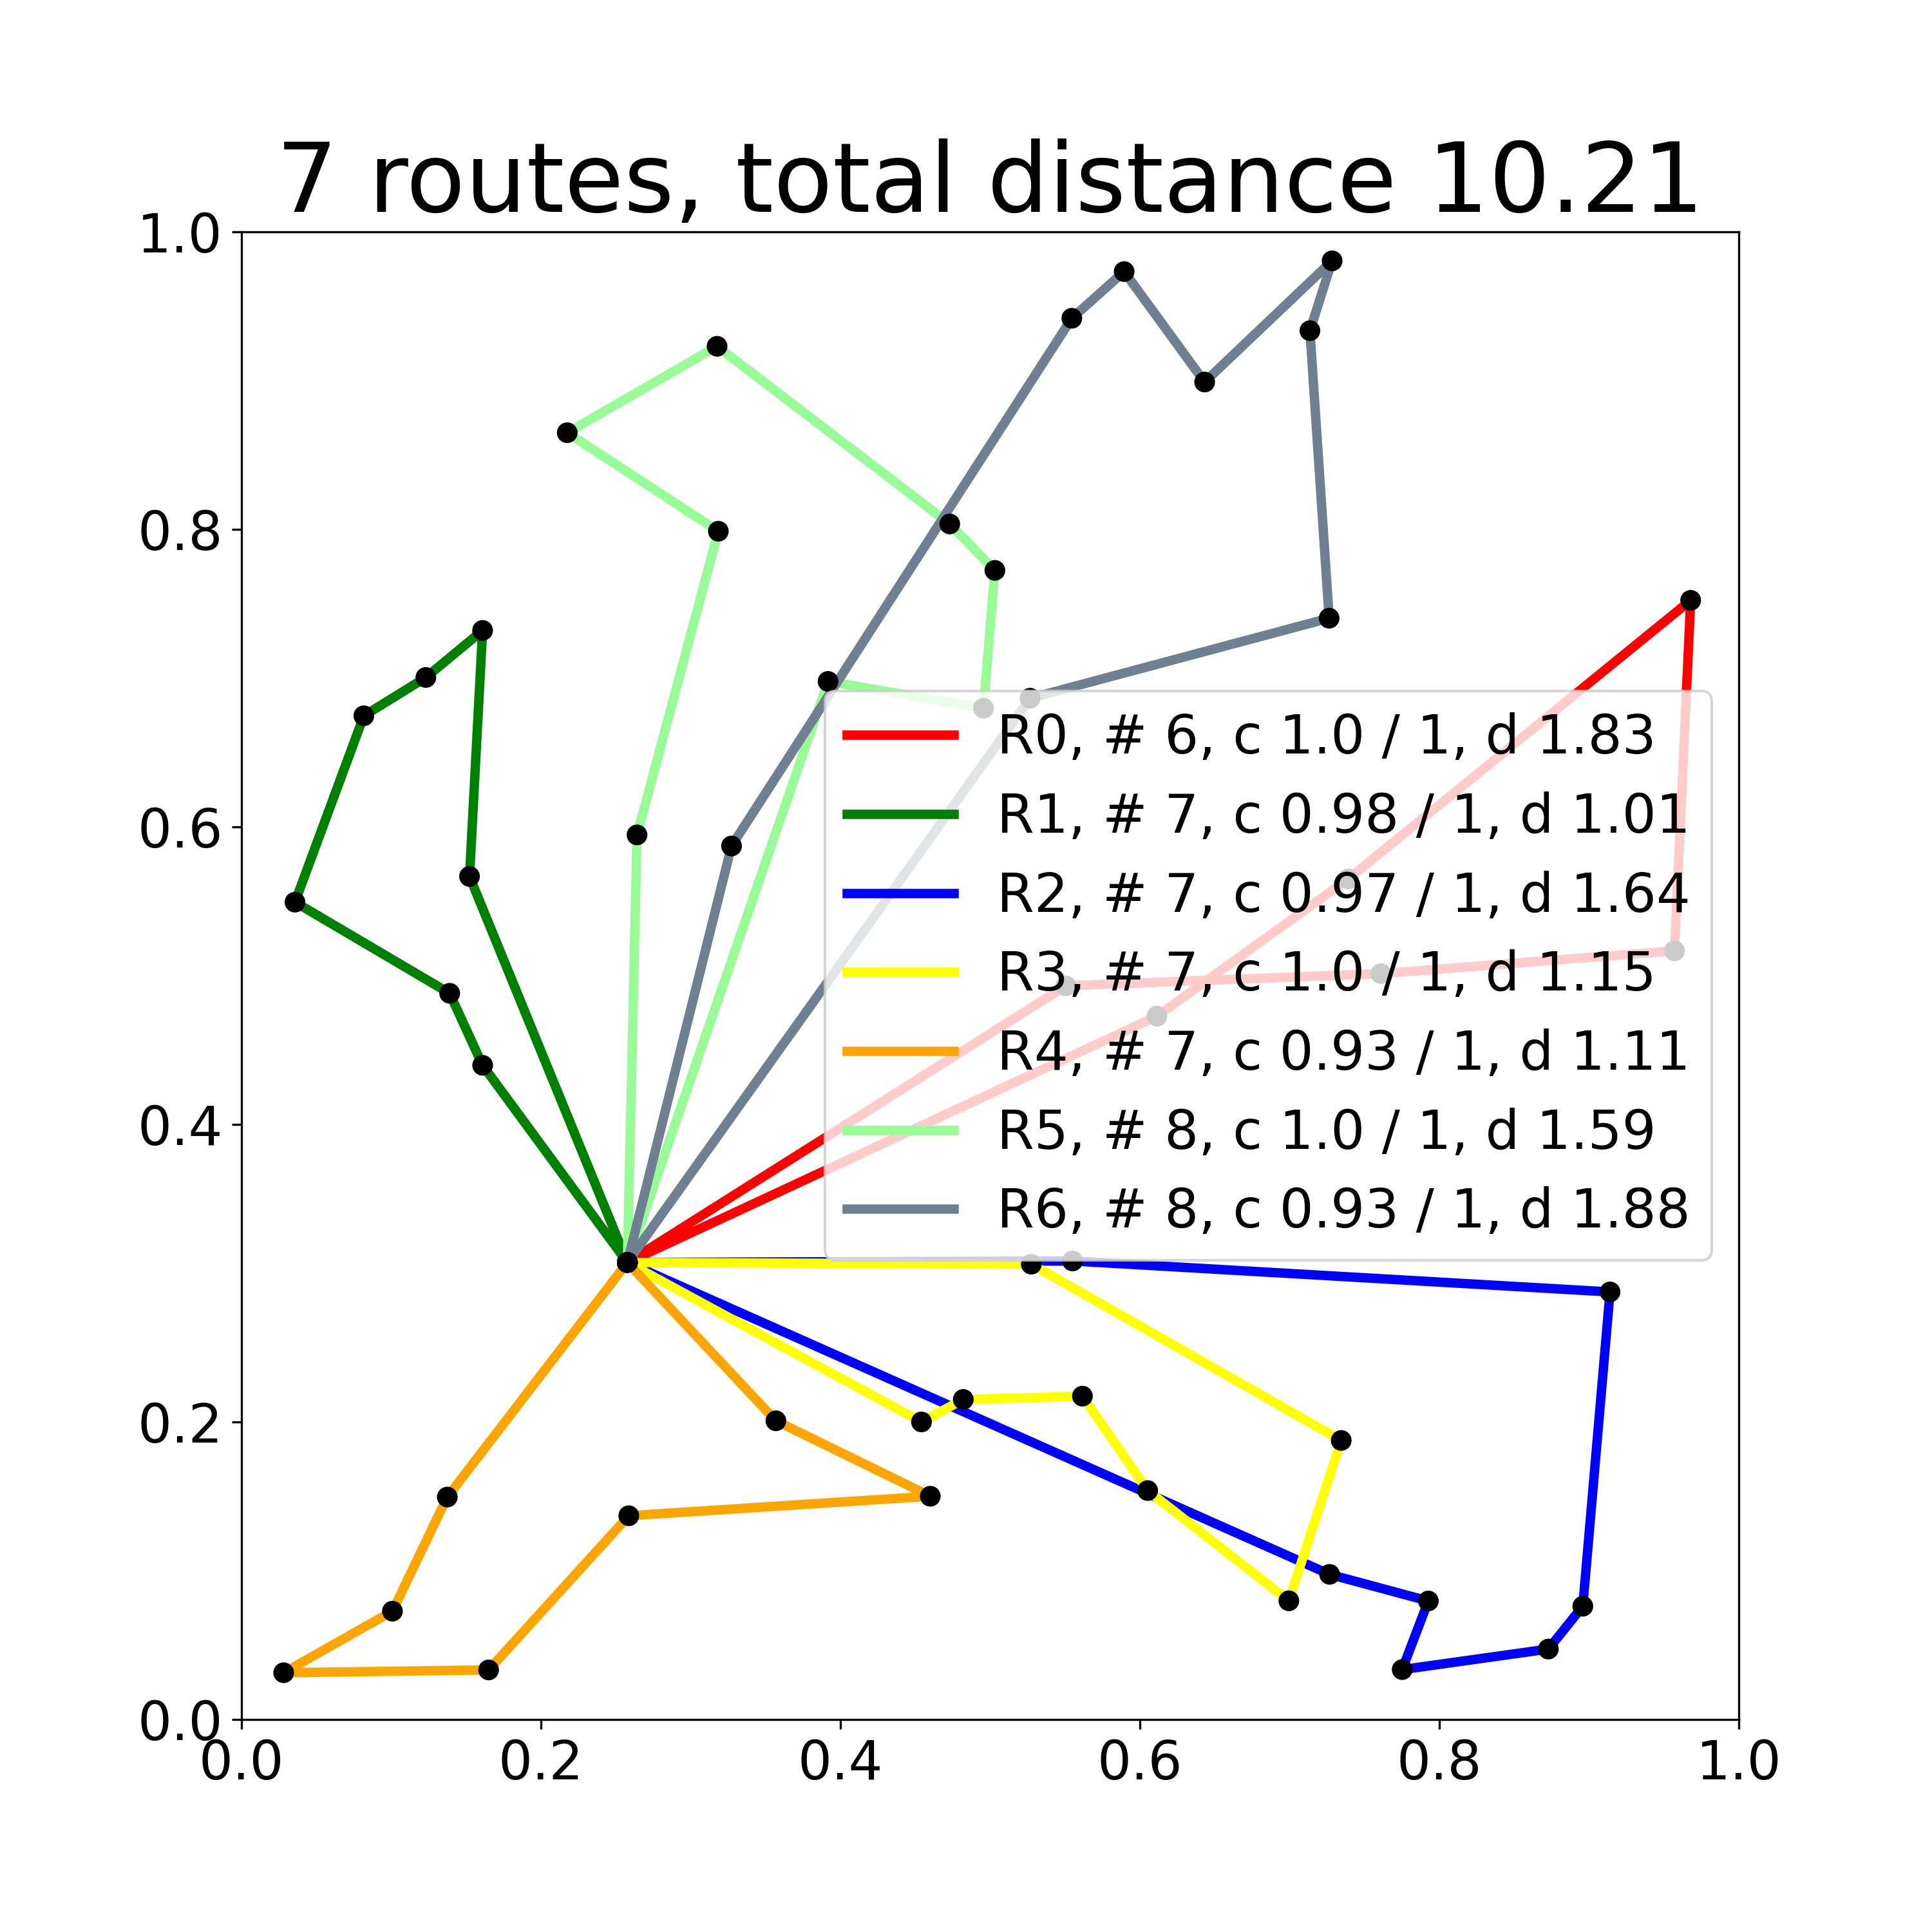 7 routes, total distance 10.21
1.0
0.8
0.6
0.4
0.2
0.0
R0, # 6, c 1.0 / 1, d 1.83
R1, # 7, c 0.98 / 1, d 1.01
R2, # 7, c 0.97 / 1, d 1.64
R3, # 7, c 1.0 / 1, d 1.15
R4, # 7, c 0.93 / 1, d 1.11
R5, # 8, c 1.0 / 1, d 1.59
R6, # 8, c 0.93 / 1, d 1.88
0.0 0.2 0.4 0.6 0.8 1.0